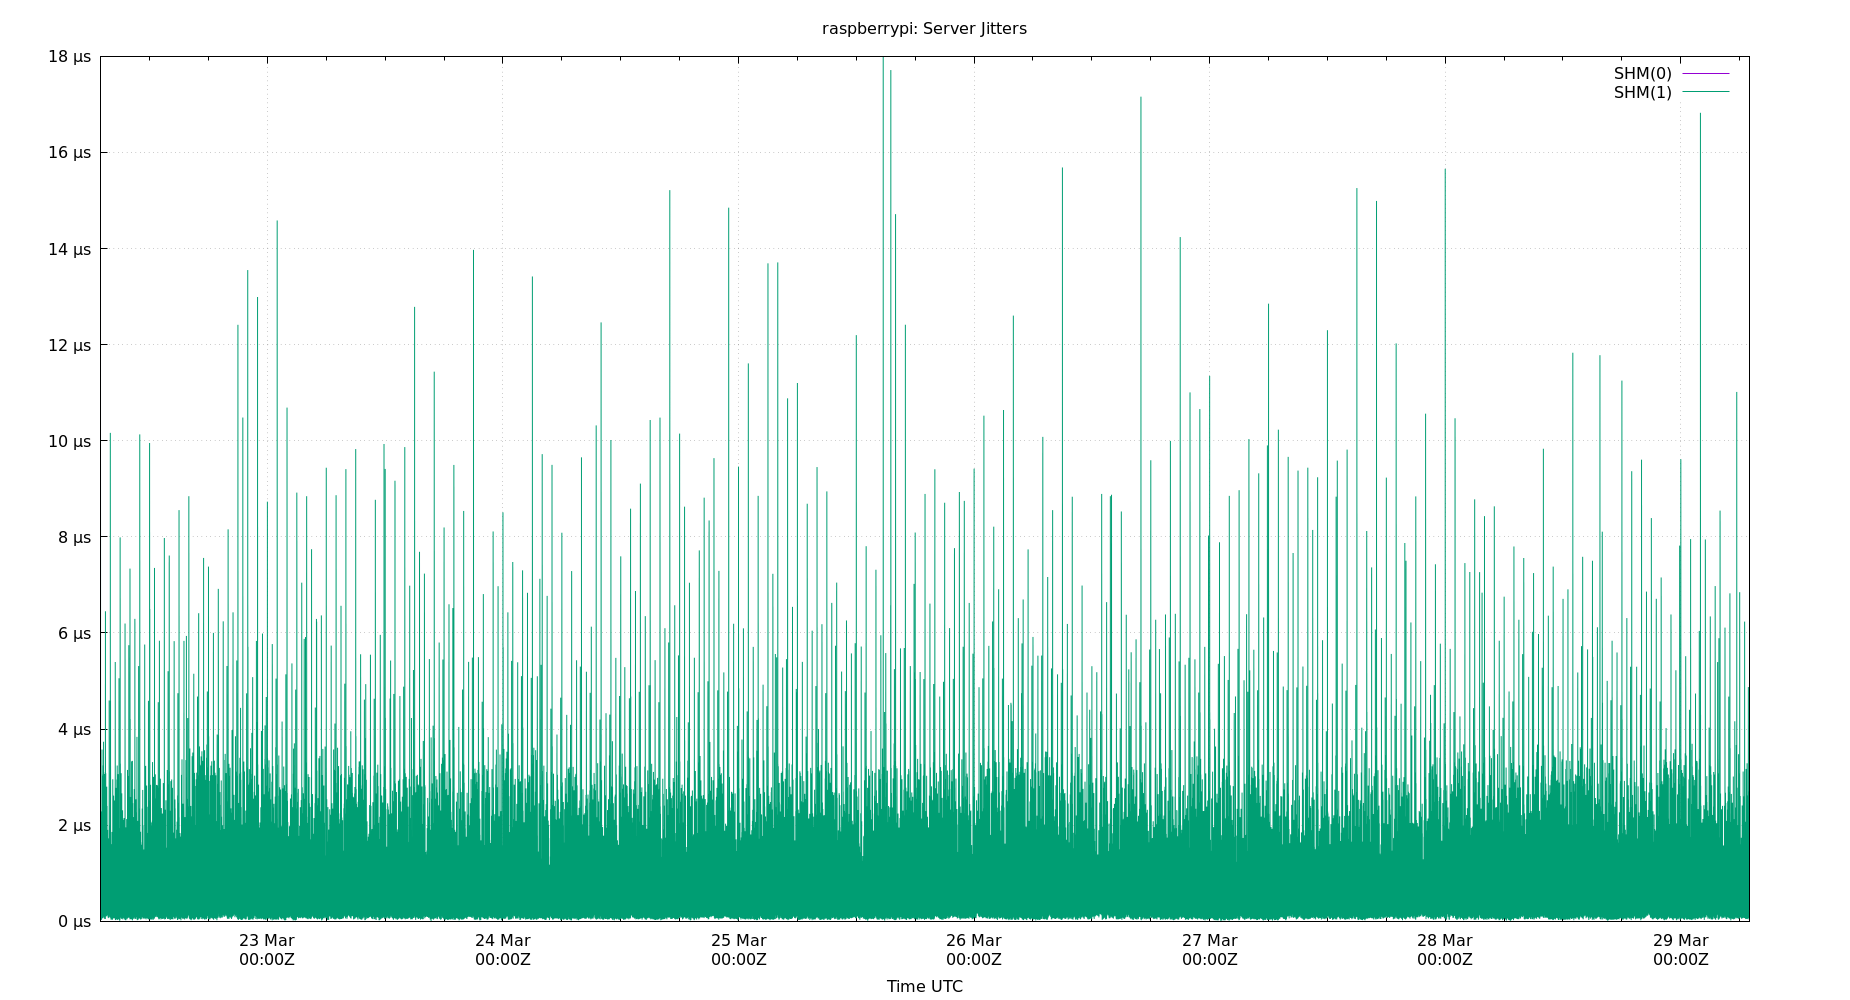 raspberrypi: Server Jitters
SHM(0)
SHM(1)
18 µs
16 µs
14 µs
12 µs
10 µs
8 µs
6 µs
4 µs
2 µs
0 µs
23 Mar 24 Mar 25 Mar 26 Mar 27 Mar 28 Mar 29 Mar
00:00Z 00:00Z 00:00Z 00:00Z 00:00Z 00:00Z 00:00Z
Time UTC